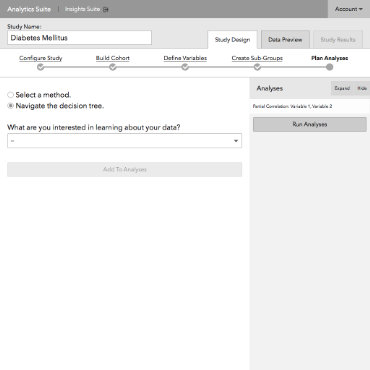 Analytics Suite | Insights Suite Account
Study Name:
Diabetes Mellitus
Study Design Data Preview Study Results
Configure Study Build Cohort Define Variables Create Sub-Groups Plan Analyses
Select a method. Analyses Expand Hide
Navigate the decision tree.
Partial Correlation: Variable 1, Variable 2
Run Analyses
What are you interested in learning about your data?
--
Add To Analyses